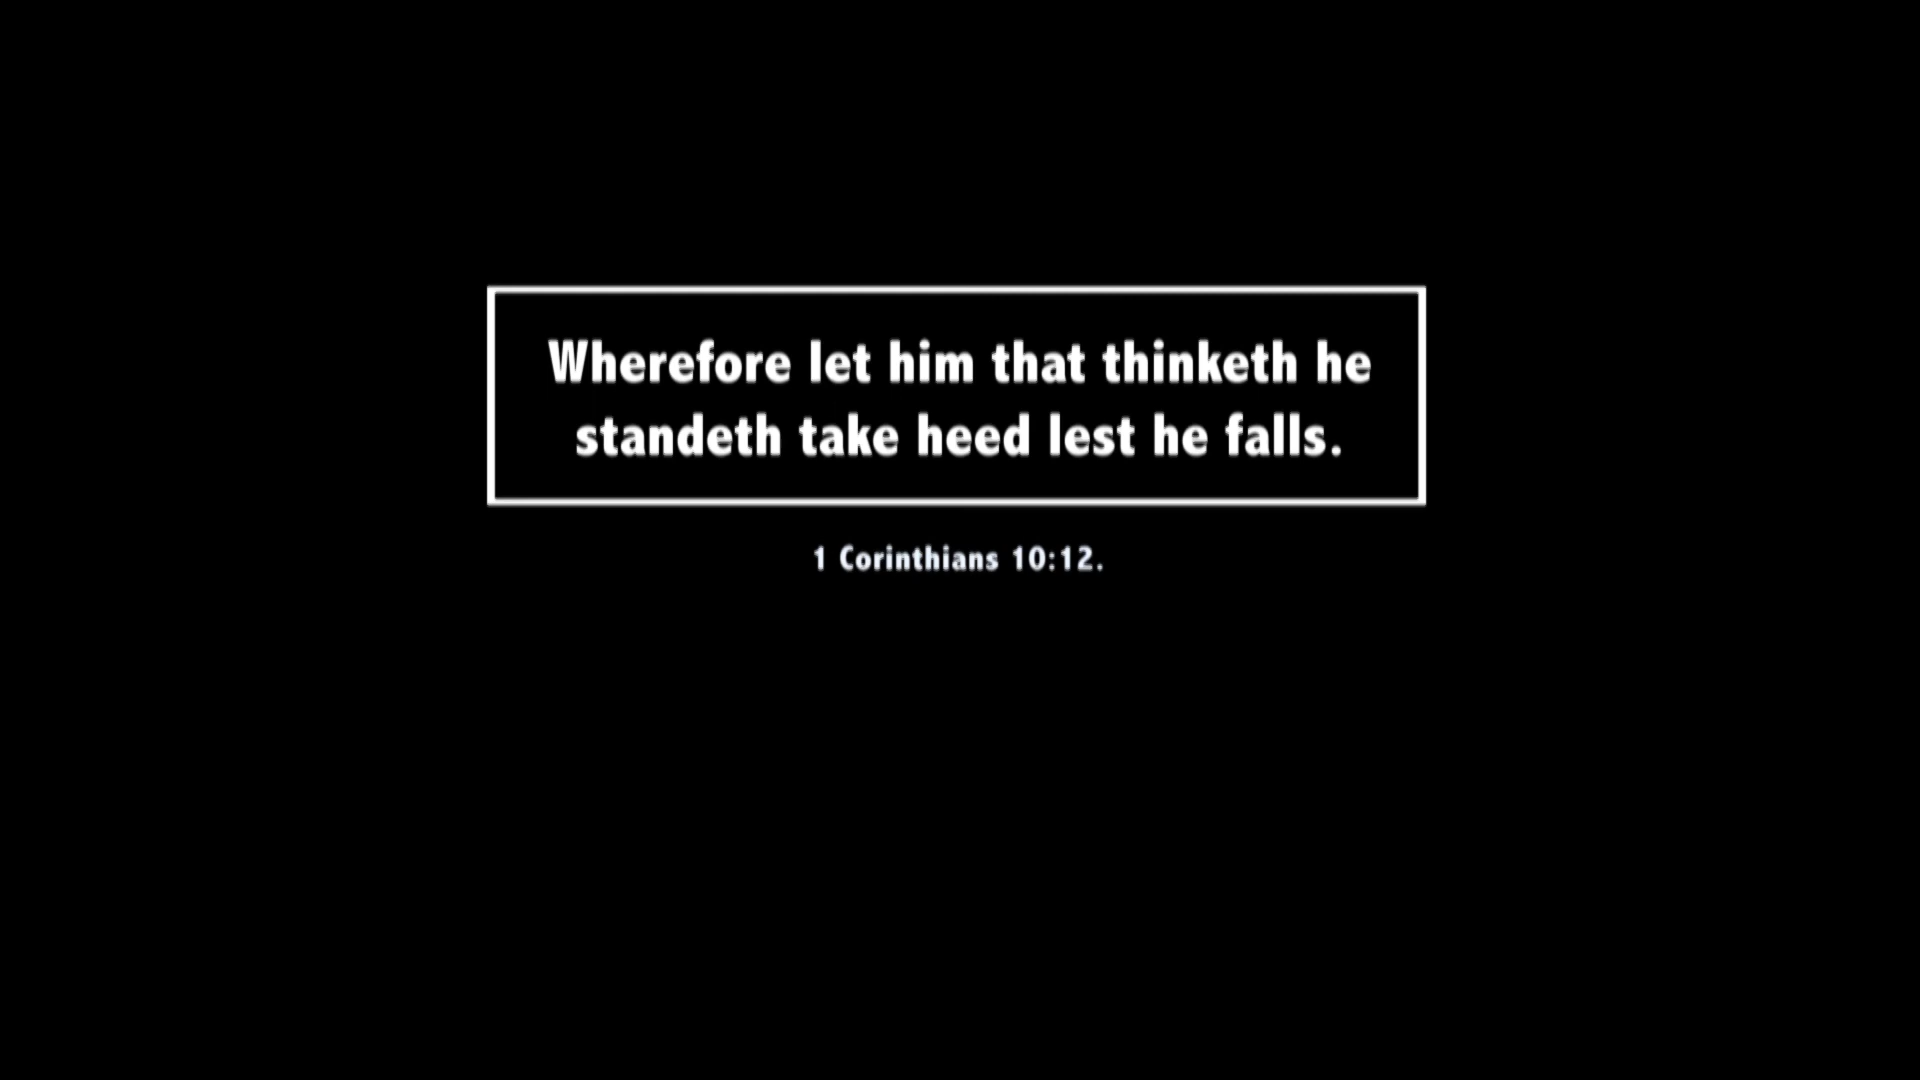 Wherefore let him that thinketh he
standeth take heed lest he falls.
1 Corinthians 10:12.